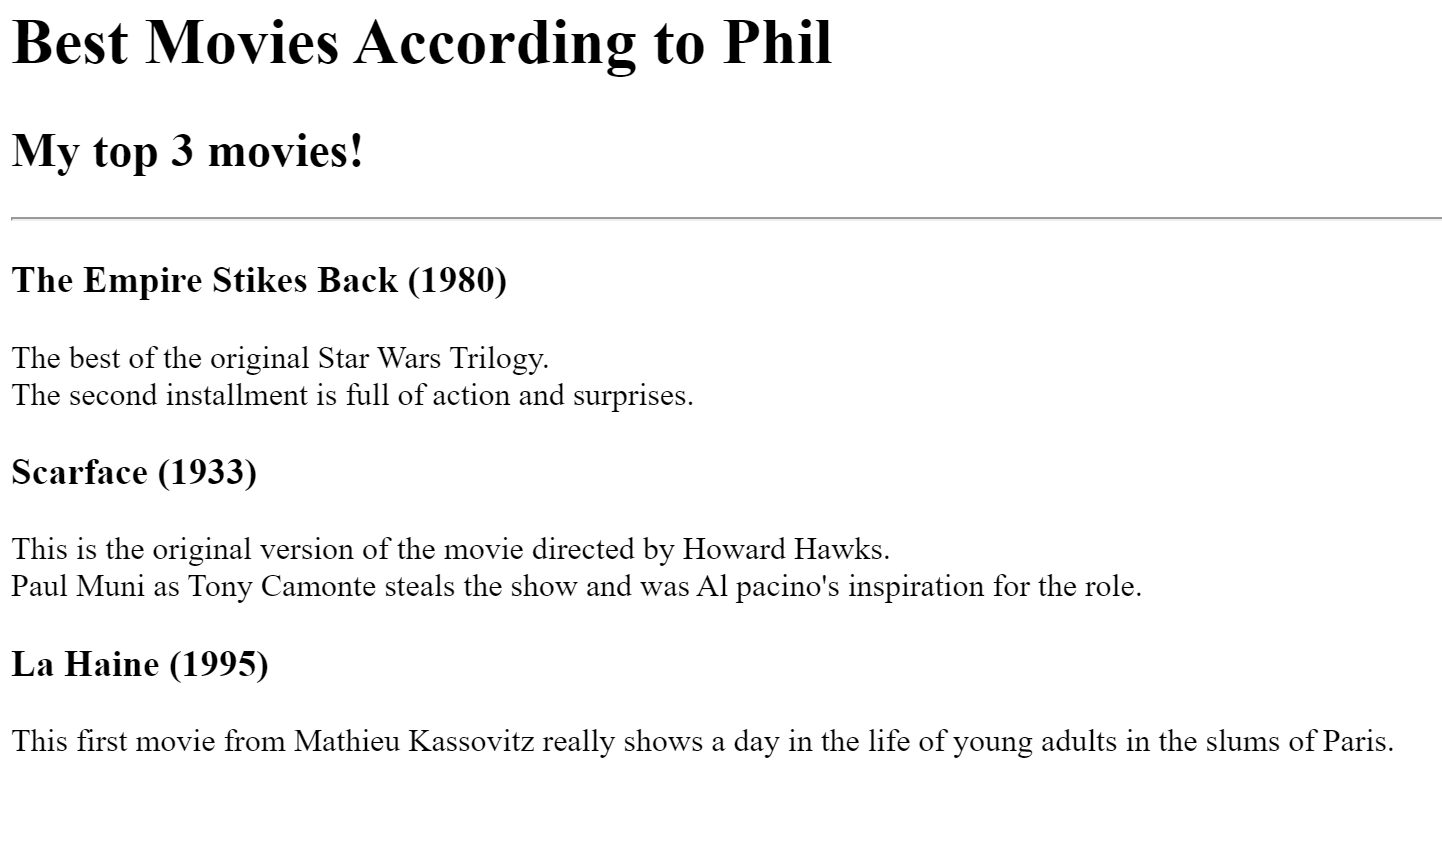 Best Movies According to Phil
My top 3 movies!
The Empire Stikes Back (1980)
The best of the original Star Wars Trilogy.
The second installment is full of action and surprises.
Scarface (1933)
This is the original version of the movie directed by Howard Hawks.
Paul Muni as Tony Camonte steals the show and was Al pacino's inspiration for the role.
La Haine (1995)
This first movie from Mathieu Kassovitz really shows a day in the life of young adults in the slums of Paris.